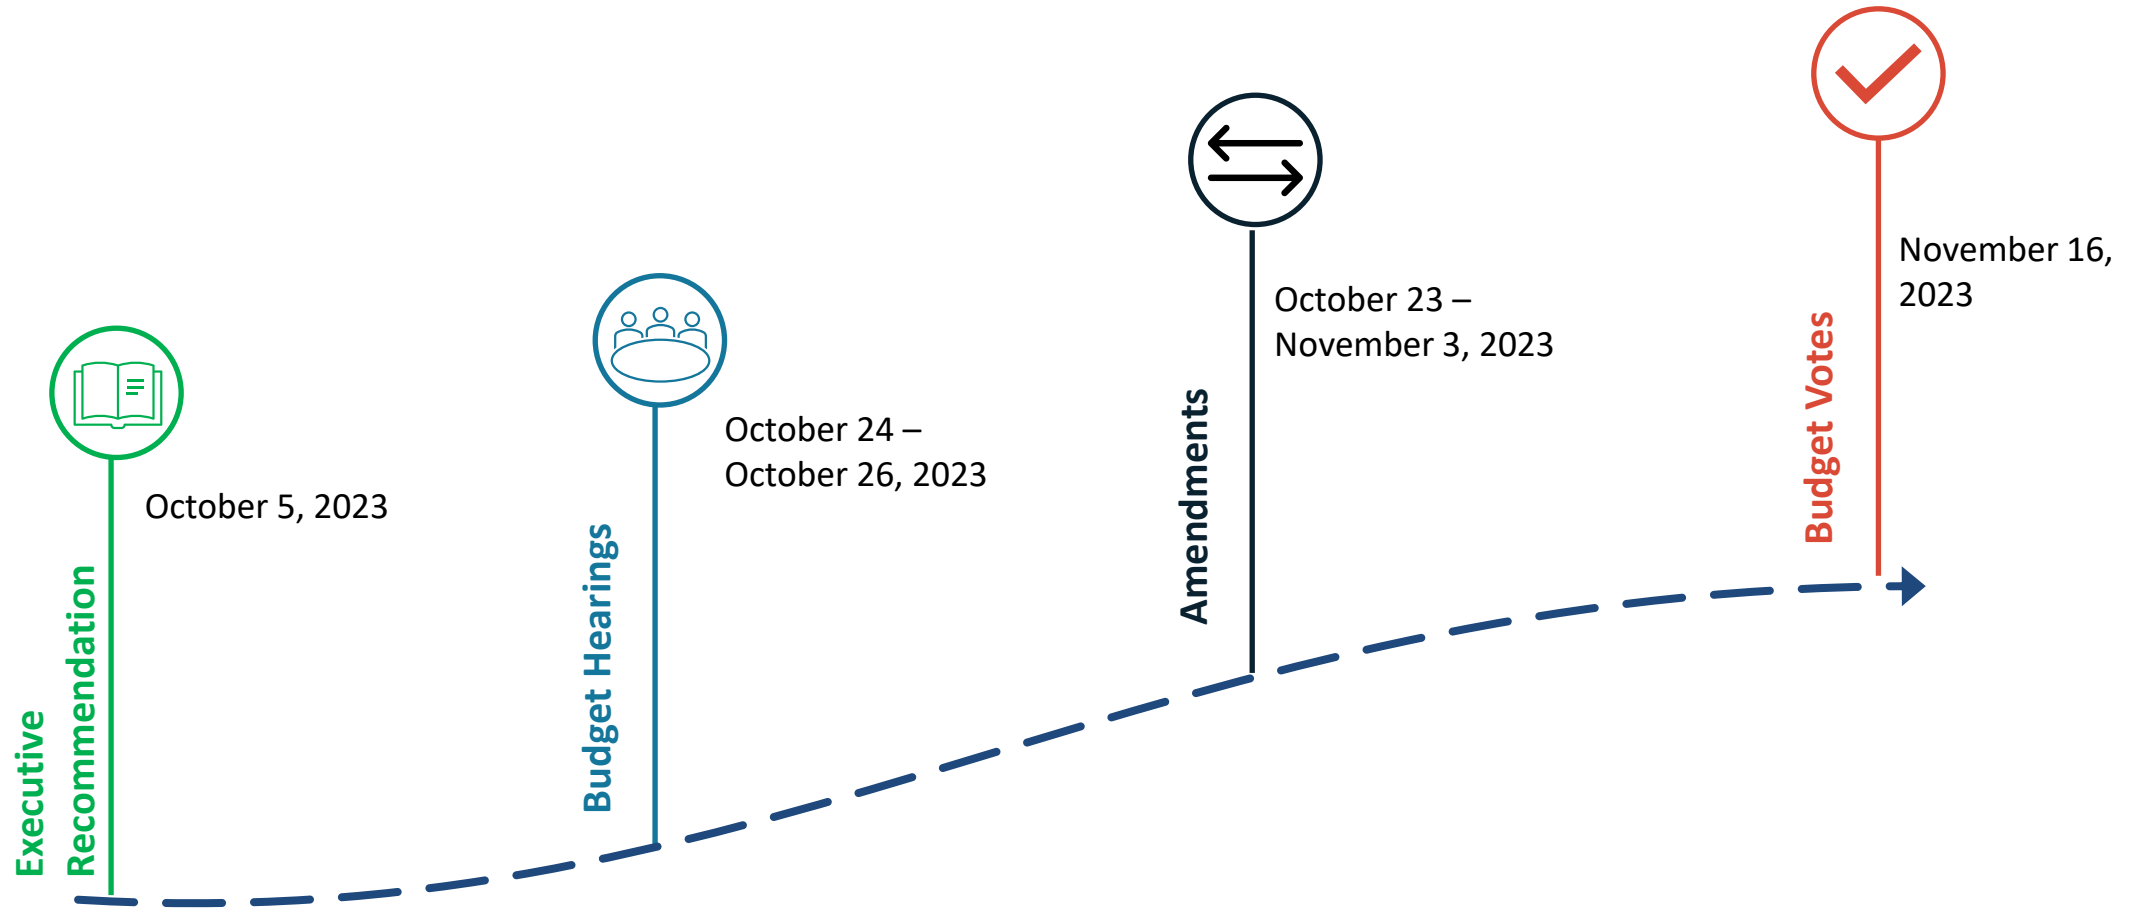 Executive
Recommendation
October 5, 2023
Budget Hearings
October 24 –
October 26, 2023
Amendments
October 23 –
November 3, 2023
Budget Votes
November 16,
2023